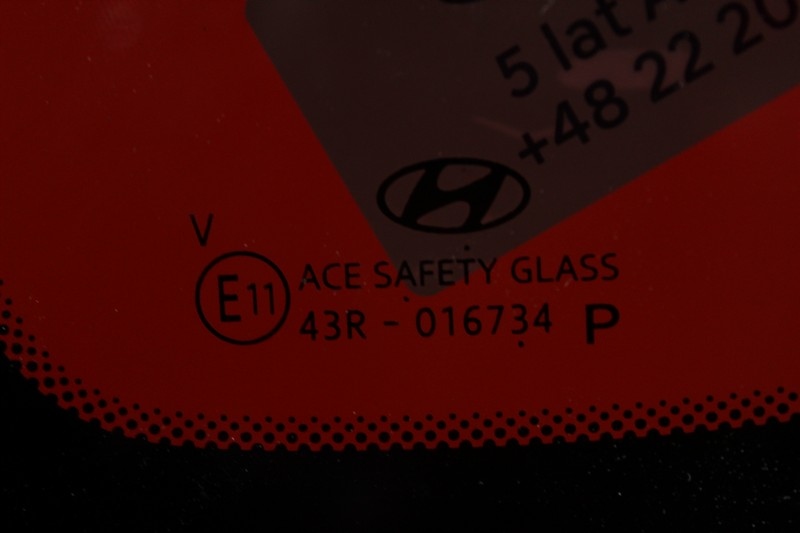 5 lat
+48 22 20
V
E11
ACE SAFETY GLASS
43R - 016734 P